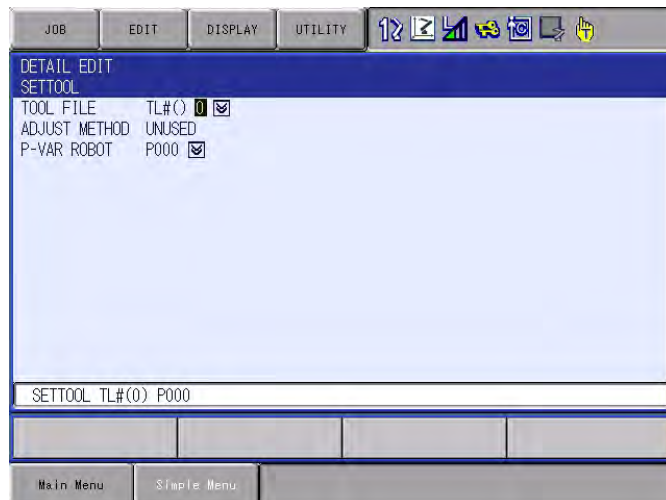 JOB EDIT DISPLAY UTILITY
DETAIL EDIT
SETTOOL
TOOL FILE TL#() 0
ADJUST METHOD UNUSED
P-VAR ROBOT P000
SETTOOL TL#(0) P000
Main Menu Simple Menu